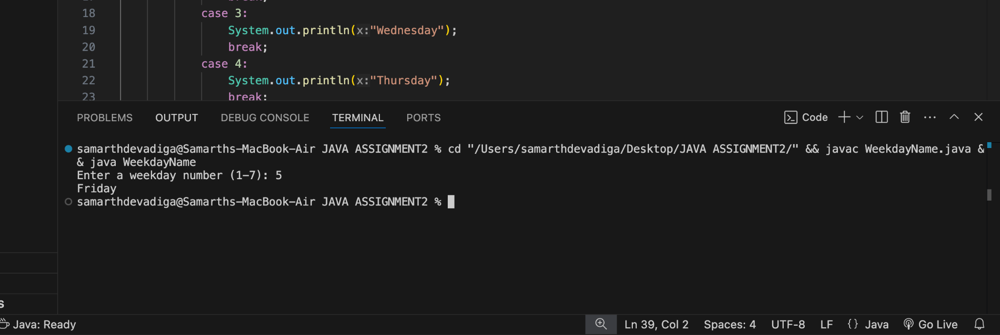 18 case 3:
19 System.out.println(x:"Wednesday");
20 break;
21 case 4:
22 System.out.println(x:"Thursday");
23 break;
PROBLEMS OUTPUT DEBUG CONSOLE TERMINAL PORTS Code
samarthdevadiga@Samarths-MacBook-Air JAVA ASSIGNMENT2 % cd "/Users/samarthdevadiga/Desktop/JAVA ASSIGNMENT2/" && javac WeekdayName.java &
& java WeekdayName
Enter a weekday number (1-7): 5
Friday
samarthdevadiga@Samarths-MacBook-Air JAVA ASSIGNMENT2 %
S
Java: Ready Ln 39, Col 2 Spaces: 4 UTF-8 LF {} Java Go Live